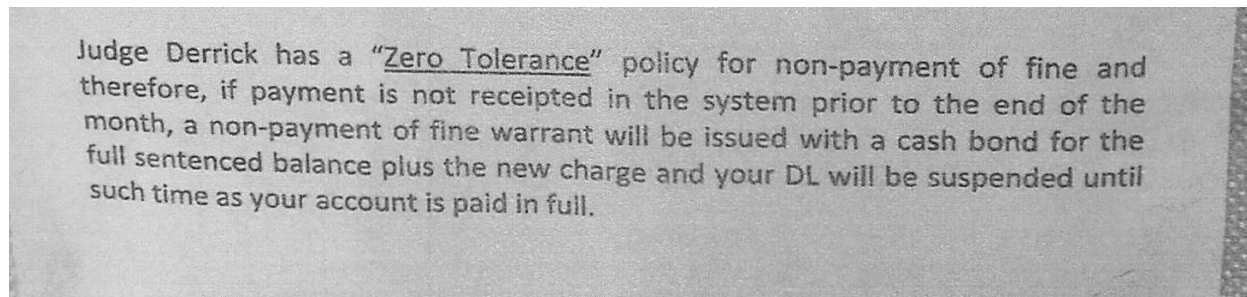 Judge Derrick has a “Zero Tolerance” policy for non-payment of fine and
therefore, if payment is not receipted in the system prior to the end of the
month, a non-payment of fine warrant will be issued with a cash bond for the
full sentenced balance plus the new charge and your DL will be suspended until
such time as your account is paid in full.